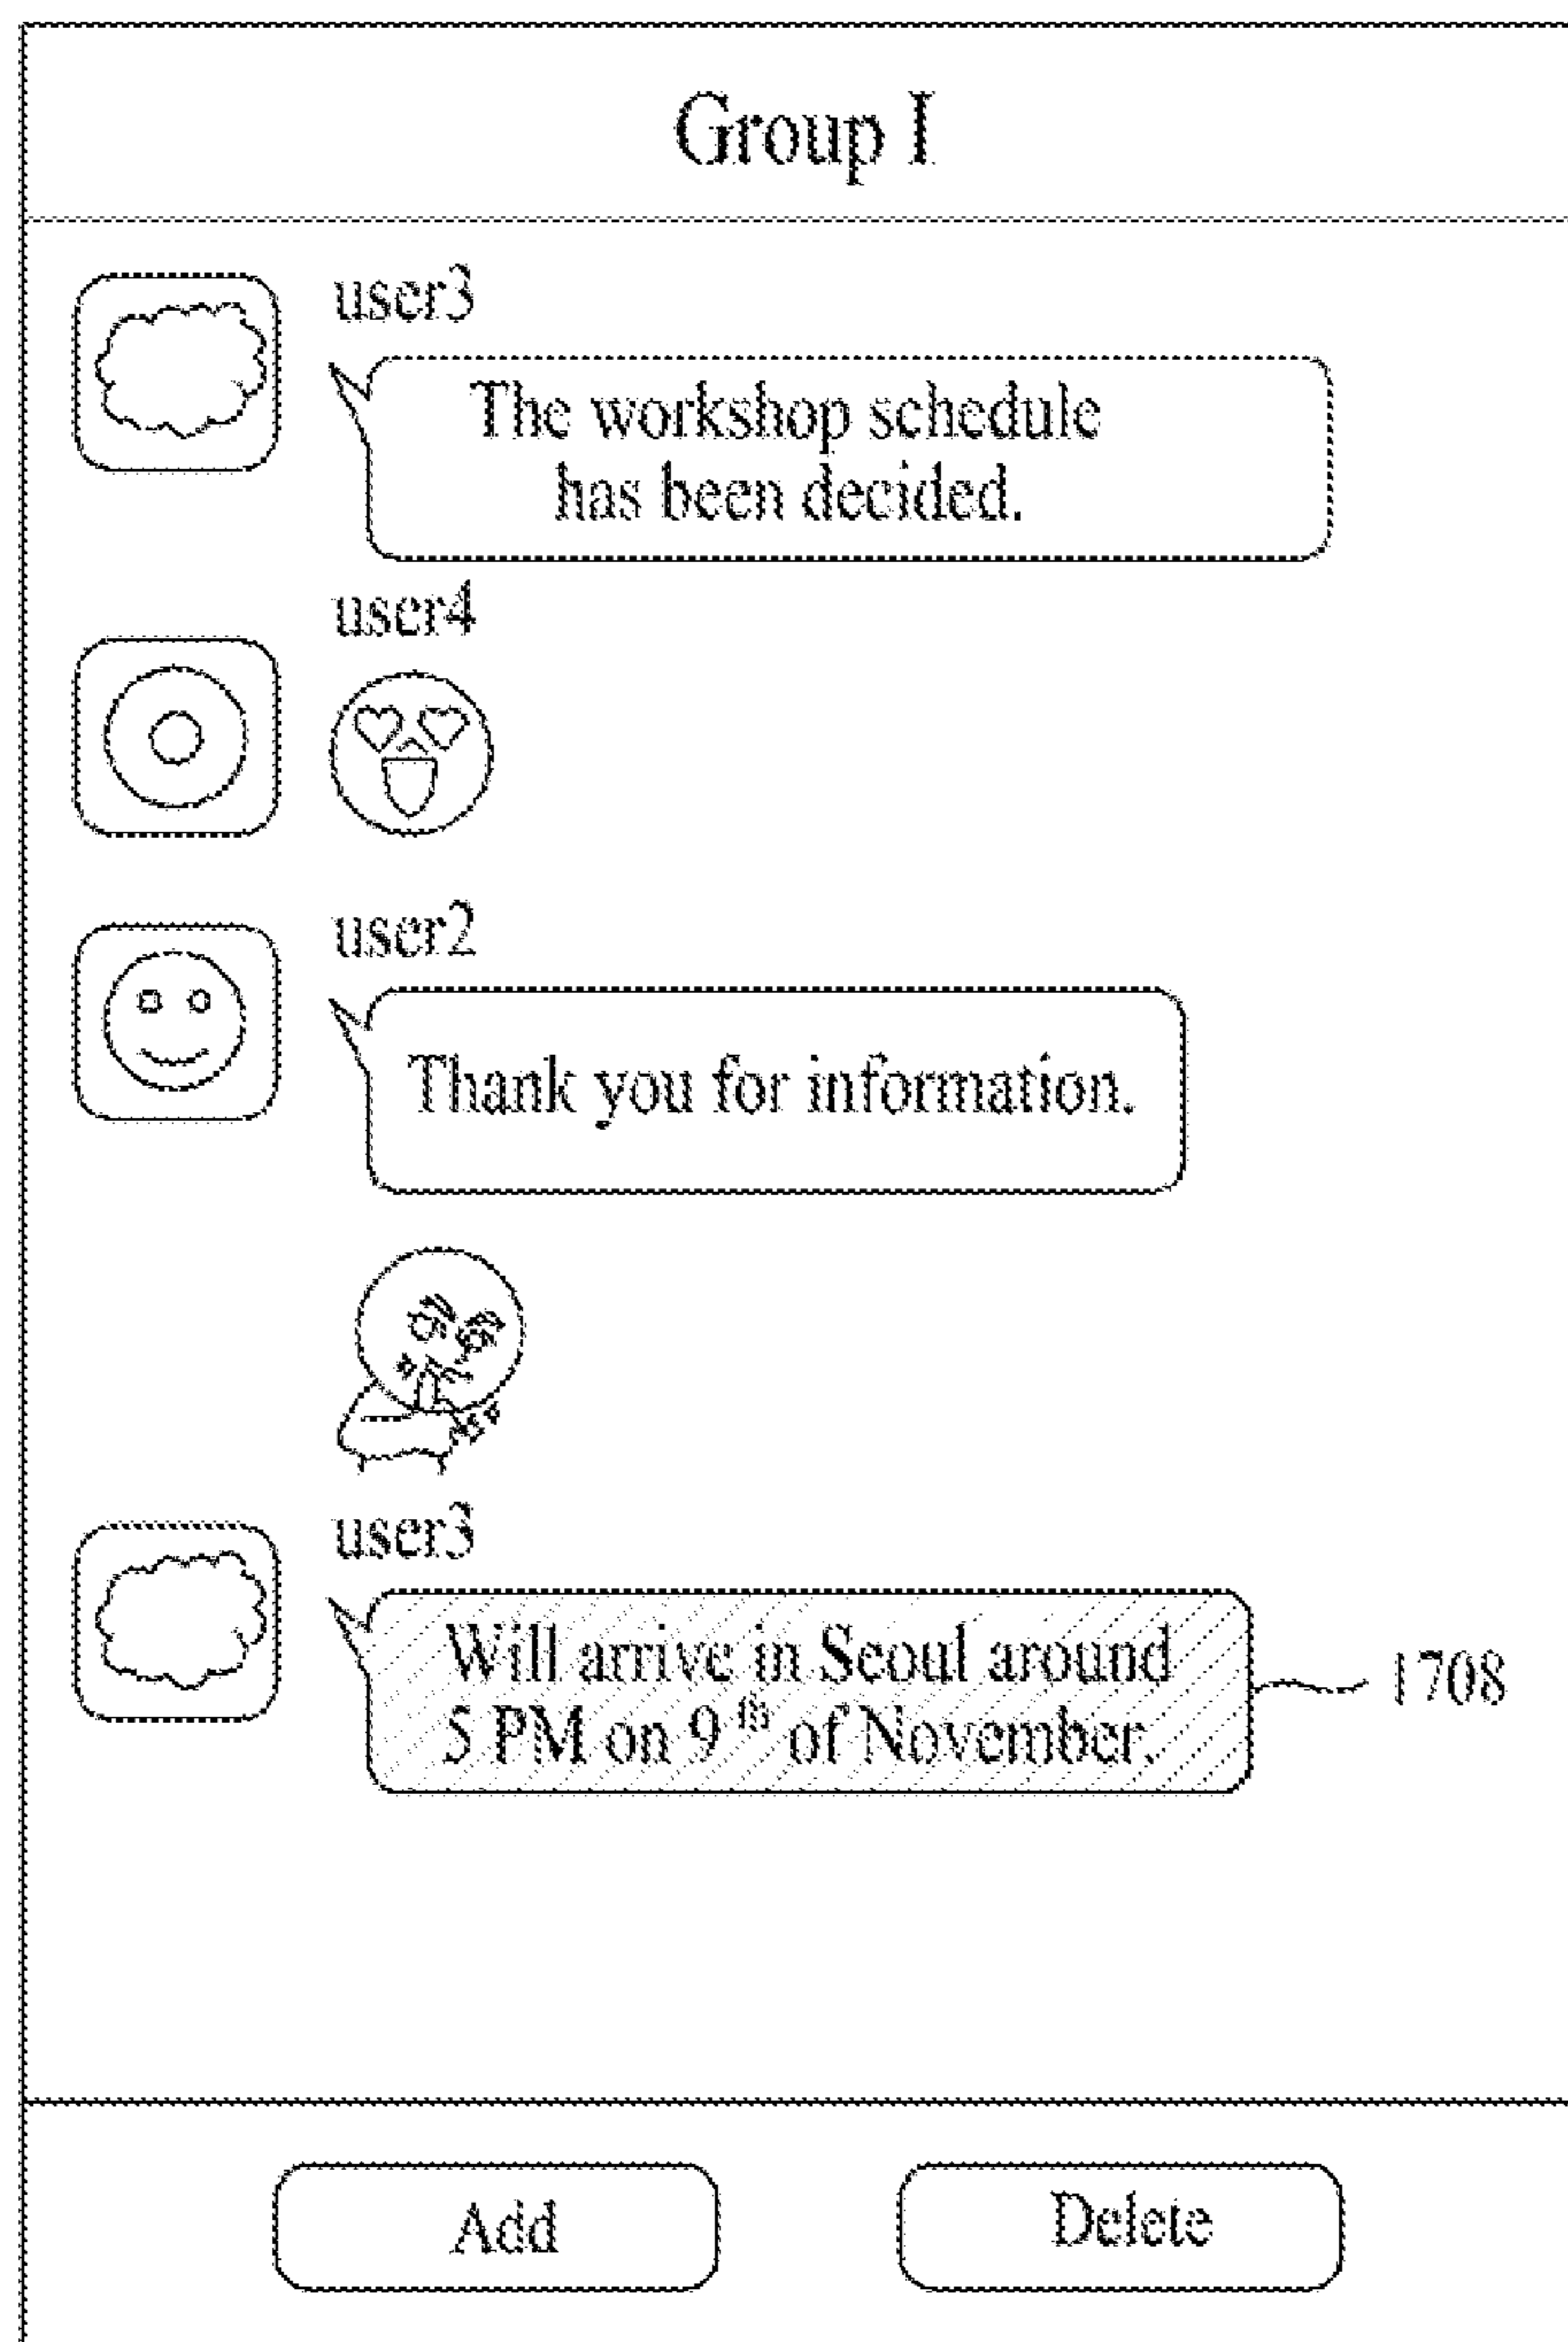 Group I
user3
The workshop schedule
has been decided.
user4
user2
Thank you for information.
user3
Will arrive in Seoul around
5 PM on 9th of November.
1708
Add
Delete